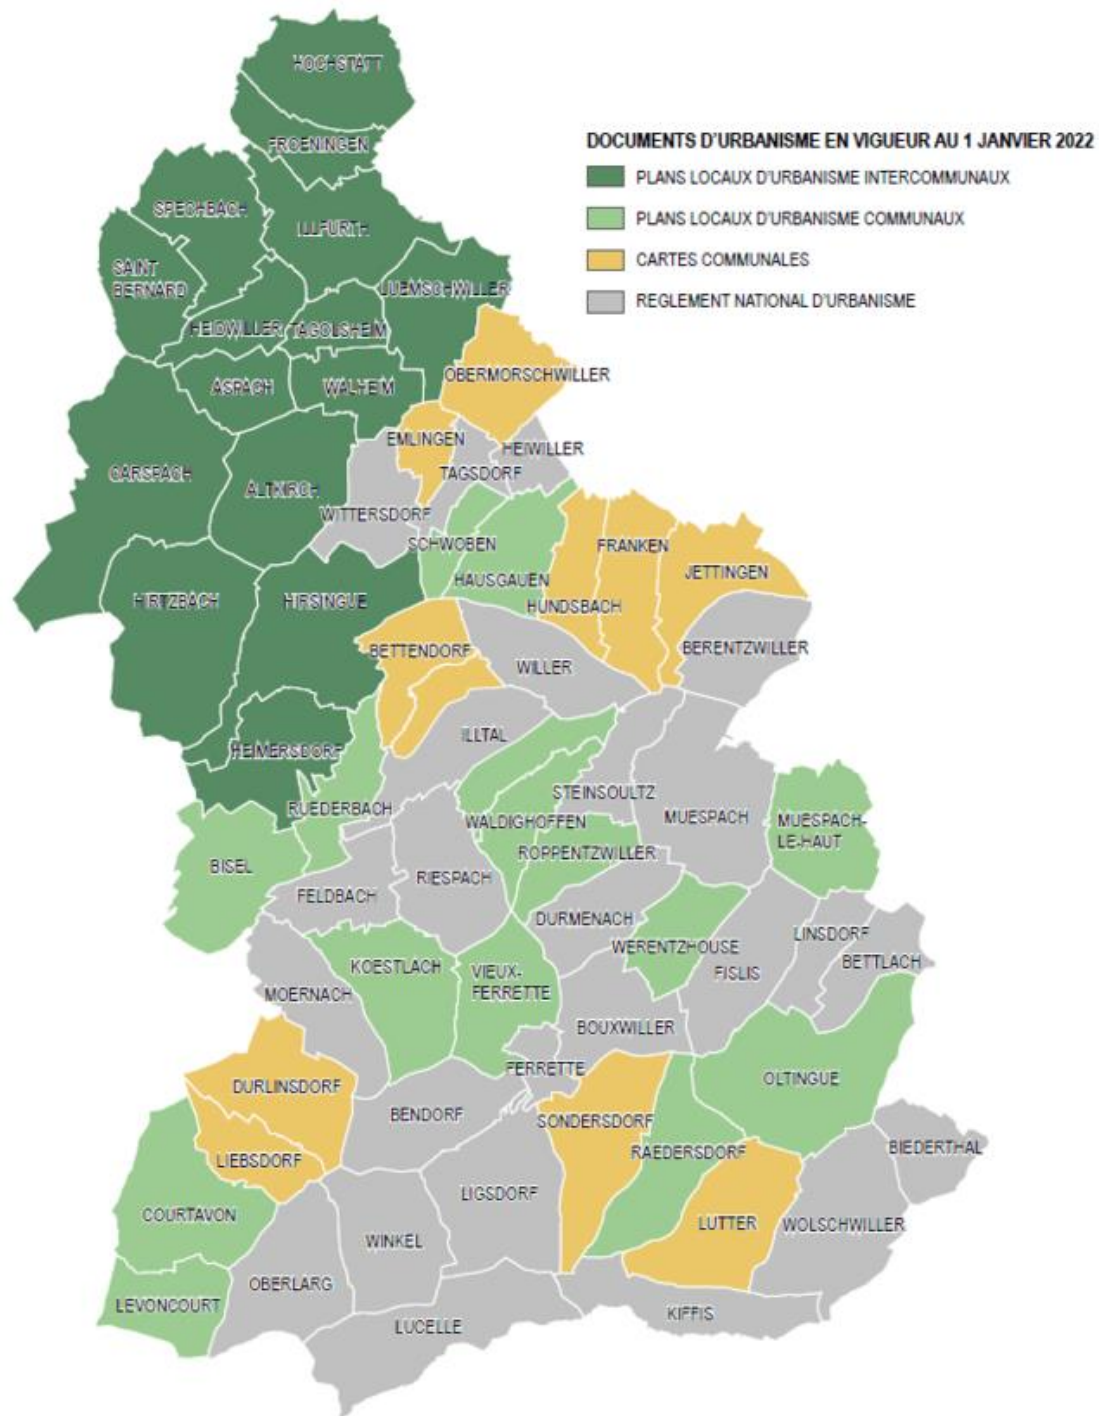 HOCHSTATT
FROENINGEN
DOCUMENTS D'URBANISME EN VIGUEUR AU 1 JANVIER 2022
PLANS LOCAUX D'URBANISME INTERCOMMUNAUX
PLANS LOCAUX D'URBANISME COMMUNAUX
CARTES COMMUNALES
REGLEMENT NATIONAL D'URBANISME
SPECHBACH
ILLFURTH
SAINT
BERNARD
LUEMSCHWILLER
HEIDWILLER
TAGOLSHEIM
ASPACH
WALHEIM
OBERMORSCHWILLER
EMLINGEN
HEIWILLER
CARSPACH
TAGSDORF
ALTKIRCH
WITTERSDORF
SCHWOBEN
FRANKEN
HAUSGAUEN
JETTINGEN
HIRTZBACH
HIRSINGUE
HUNDSBACH
BETTENDORF
BERENTZWILLER
WILLER
ILLTAL
HEIMERSDORF
STEINSOULTZ
RUEDERBACH
WALDIGHOFFEN
MUESPACH
MUESPACH-
LE-HAUT
ROPPENTZWILLER
BISEL
RIESPACH
FELDBACH
DURMENACH
LINSDORF
WERENTZHOUSE
BETTLACH
KOESTLACH
VIEUX-
FERRETTE
FISLIS
MOERNACH
BOUXWILLER
FERRETTE
OLTINGUE
DURLINSDORF
BENDORF
SONDERSDORF
BIEDERTHAL
RAEDERSDORF
LIEBSDORF
LIGSDORF
COURTAVON
LUTTER
WOLSCHWILLER
WINKEL
OBERLARG
LEVONCOURT
KIFFIS
LUCELLE